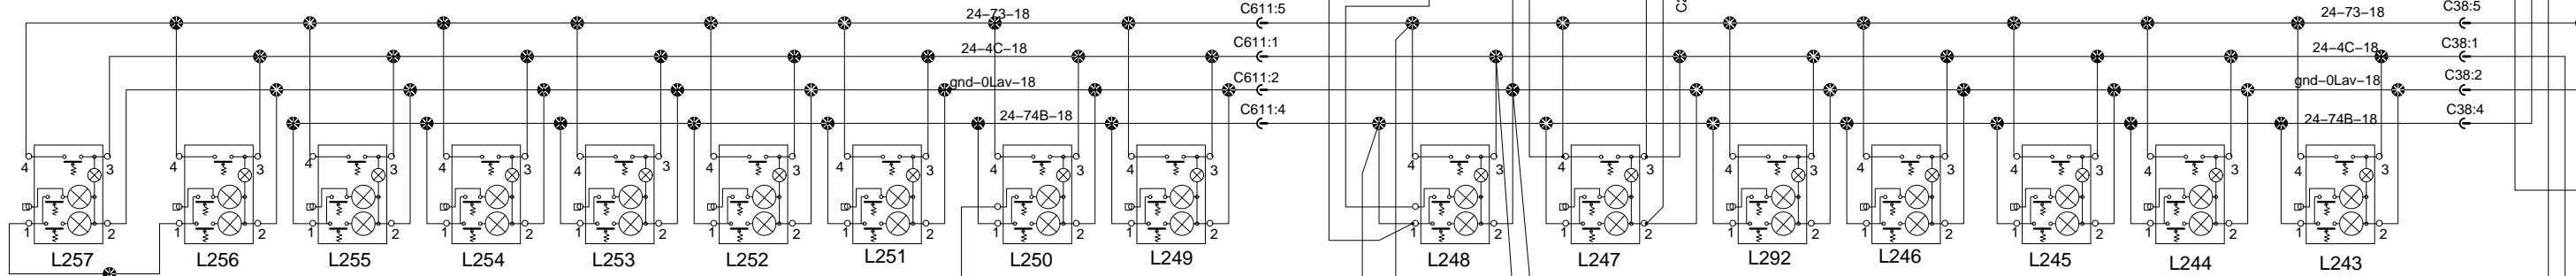 24-73-18 C611:5 24-73-18 C38:5
24-4C-18 C611:1 24-4C-18 C38:1
gnd-0Lav-18 C611:2 gnd-0Lav-18 C38:2
24-74B-18 C611:4 24-74B-18 C38:4
4 3 4 3 4 3 4 3 4 3 4 3 4 3 4 3 4 3 4 3 4 3 4 3 4 3 4 3 4 3 4 3
1 2 1 2 1 2 1 2 1 2 1 2 1 2 1 2 1 2 1 2 1 2 1 2 1 2 1 2 1 2 1 2
L257 L256 L255 L254 L253 L252 L251 L250 L249 L248 L247 L292 L246 L245 L244 L243